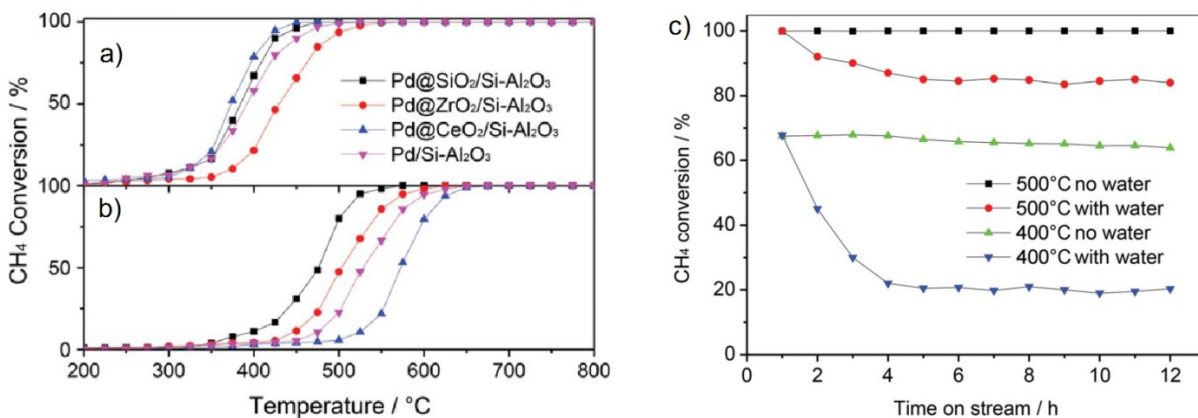 a)
CH₄ Conversion / %
100
50
0
Pd@SiO₂/Si-Al₂O₃
Pd@ZrO₂/Si-Al₂O₃
Pd@CeO₂/Si-Al₂O₃
Pd/Si-Al₂O₃
b)
CH₄ Conversion / %
100
50
0
200 300 400 500 600 700 800
Temperature / °C
c)
CH₄ conversion / %
100
80
60
40
20
0
500°C no water
500°C with water
400°C no water
400°C with water
0 2 4 6 8 10 12
Time on stream / h